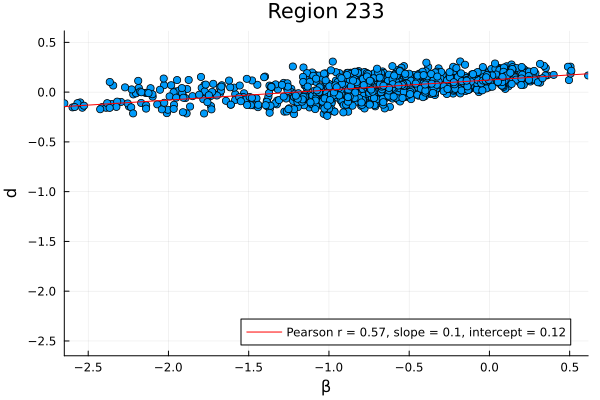 Region 233
0.5
0.0
−0.5
−1.0
−1.5
−2.0
−2.5
d
Pearson r = 0.57, slope = 0.1, intercept = 0.12
−2.5 −2.0 −1.5 −1.0 −0.5 0.0 0.5
β